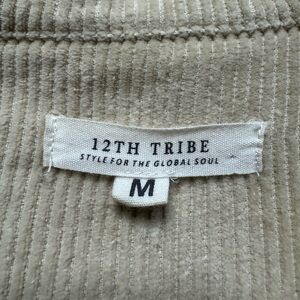 12TH TRIBE
STYLE FOR THE GLOBAL SOUL
M